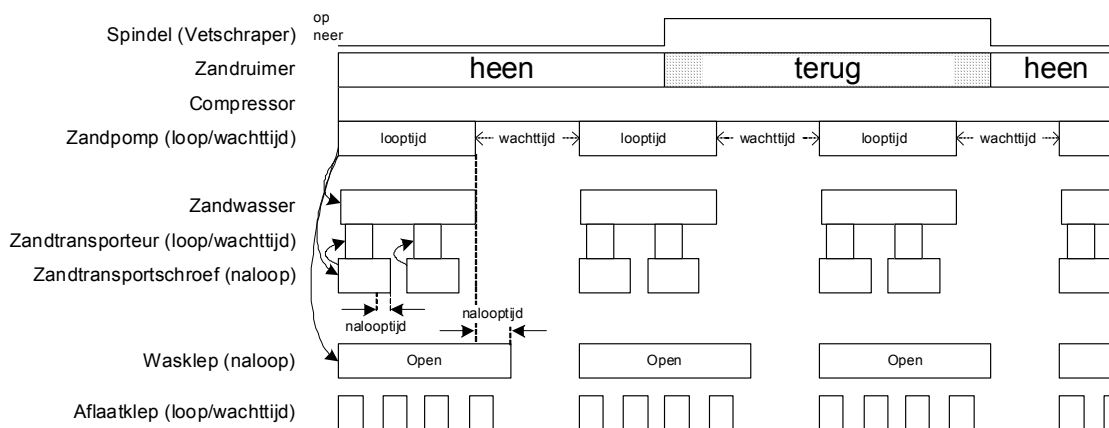 op
Spindel (Vetschraper) neer
Zandruimer heen terug heen
Compressor
Zandpomp (loop/wachttijd) looptijd wachttijd looptijd wachttijd looptijd wachttijd
Zandwasser
Zandtransporteur (loop/wachttijd)
Zandtransportschroef (naloop)
nalooptijd nalooptijd
Wasklep (naloop) Open Open Open
Aflaatklep (loop/wachttijd)